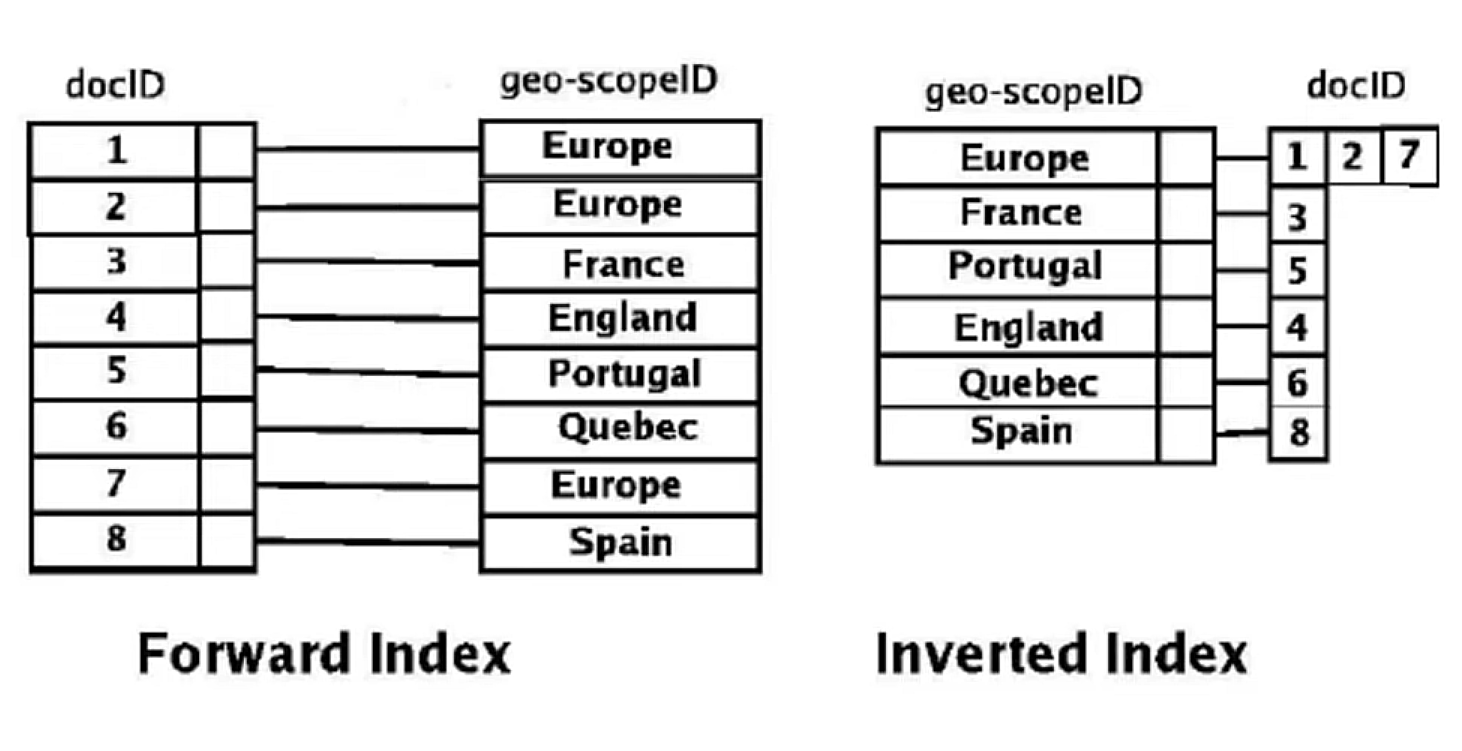 docID geo-scopeID
1 Europe
2 Europe
3 France
4 England
5 Portugal
6 Quebec
7 Europe
8 Spain
Forward Index
geo-scopeID docID
Europe 1 2 7
France 3
Portugal 5
England 4
Quebec 6
Spain 8
Inverted Index